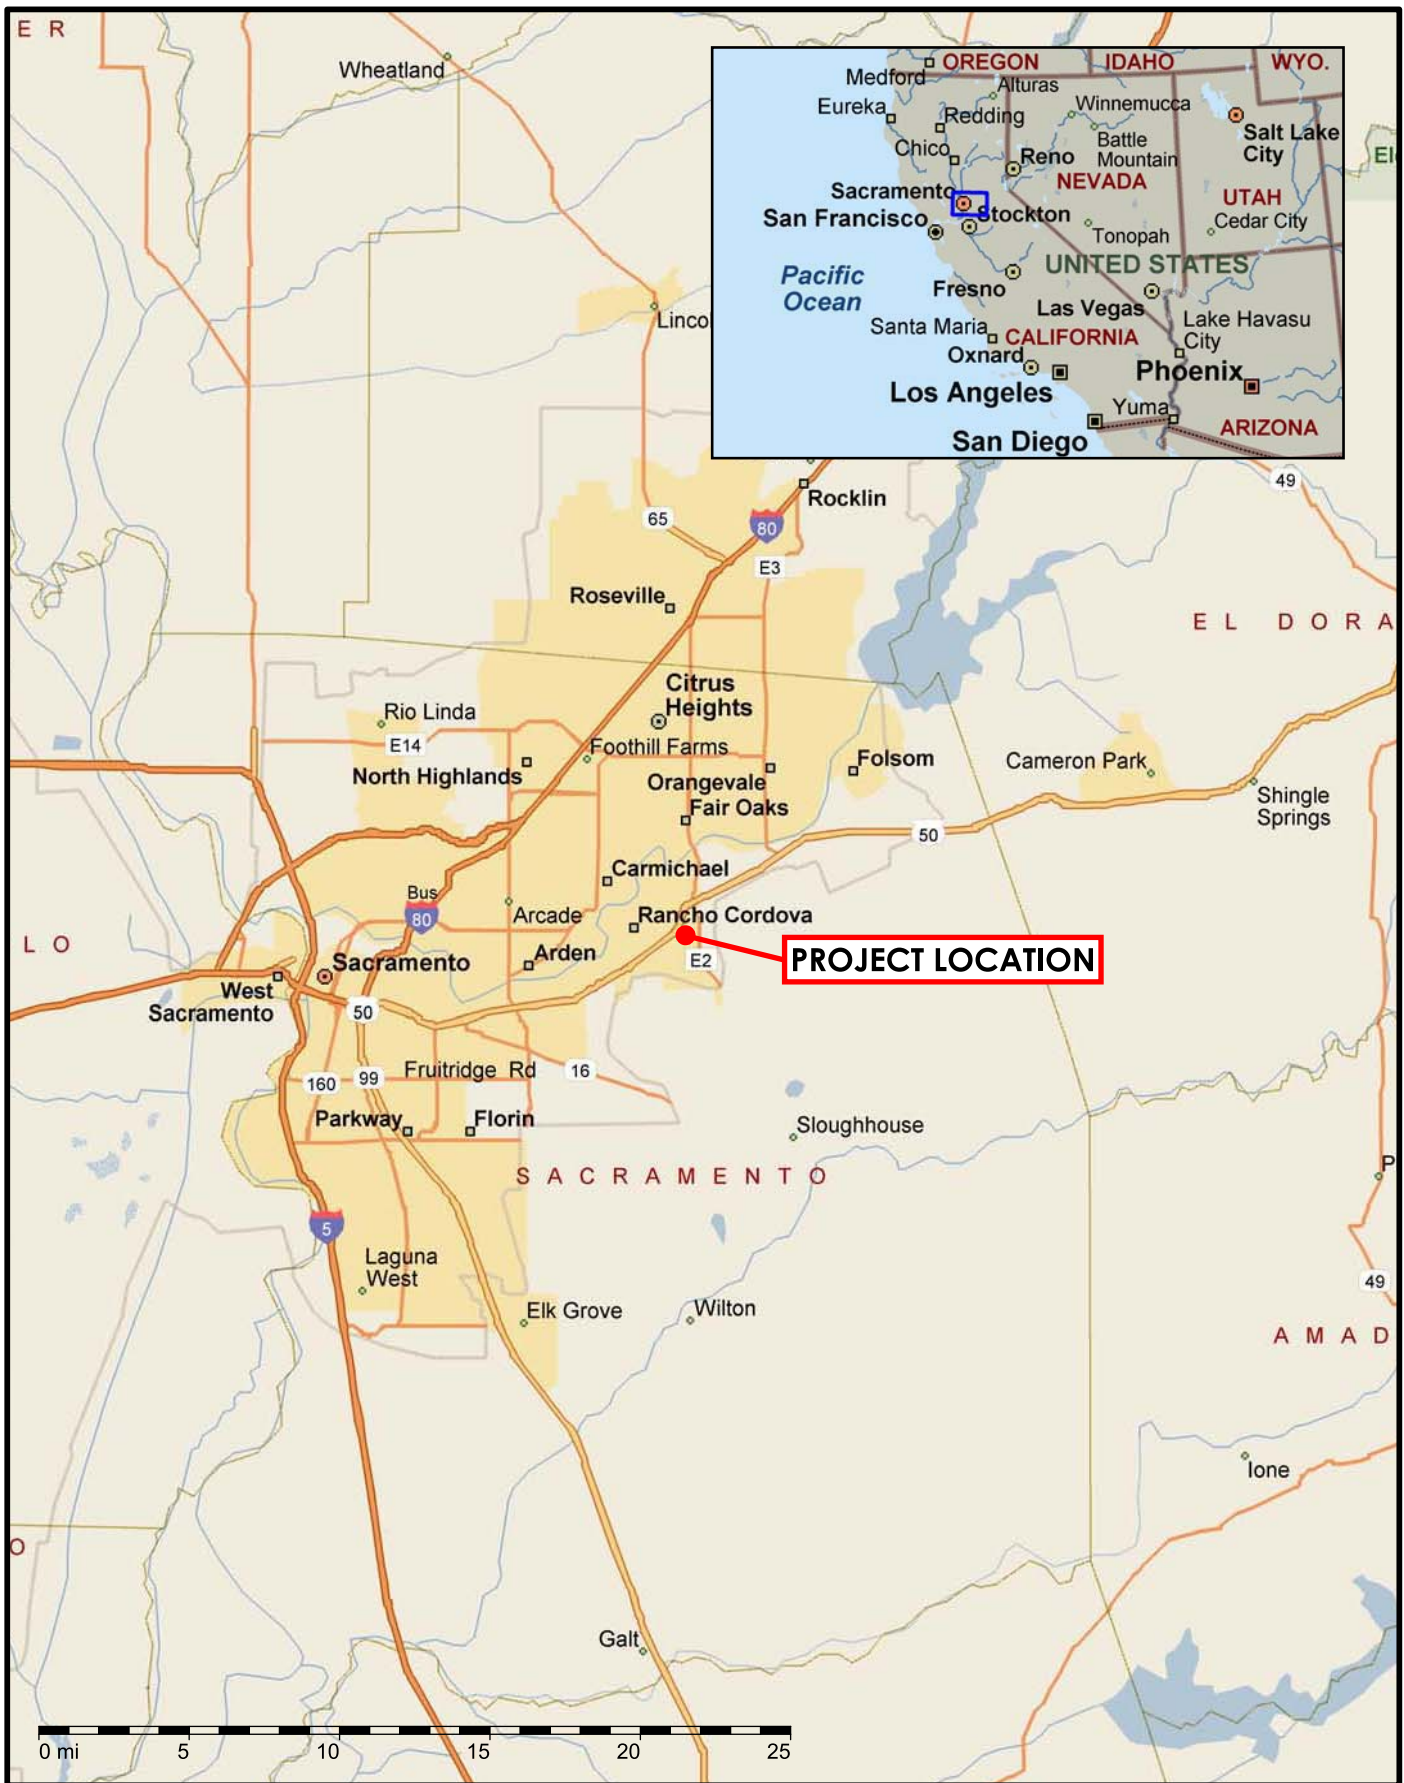 E R
Wheatland
OREGON
IDAHO
WYO.
Medford
Alturas
Eureka
Redding
Winnemucca
Salt Lake
City
Chico
Battle
Mountain
Reno
NEVADA
Sacramento
UTAH
San Francisco
Stockton
Cedar City
Tonopah
Pacific
Ocean
UNITED STATES
Fresno
Las Vegas
Lake Havasu
City
Santa Maria
CALIFORNIA
Oxnard
Los Angeles
Phoenix
Yuma
ARIZONA
San Diego
El
Lincol
49
Rocklin
65
80
E3
Roseville
E L D O R A
Citrus
Heights
Rio Linda
E14
Foothill Farms
North Highlands
Orangevale
Folsom
Cameron Park
Fair Oaks
Shingle
Springs
50
Carmichael
Bus
80
Arcade
Rancho Cordova
L O
Arden
E2
PROJECT LOCATION
Sacramento
West
Sacramento
50
Fruitridge Rd
16
160
99
Parkway
Florin
Sloughhouse
S A C R A M E N T O
P
5
Laguna
West
49
Elk Grove
Wilton
A M A D
Ione
O
Galt
0 mi 5 10 15 20 25